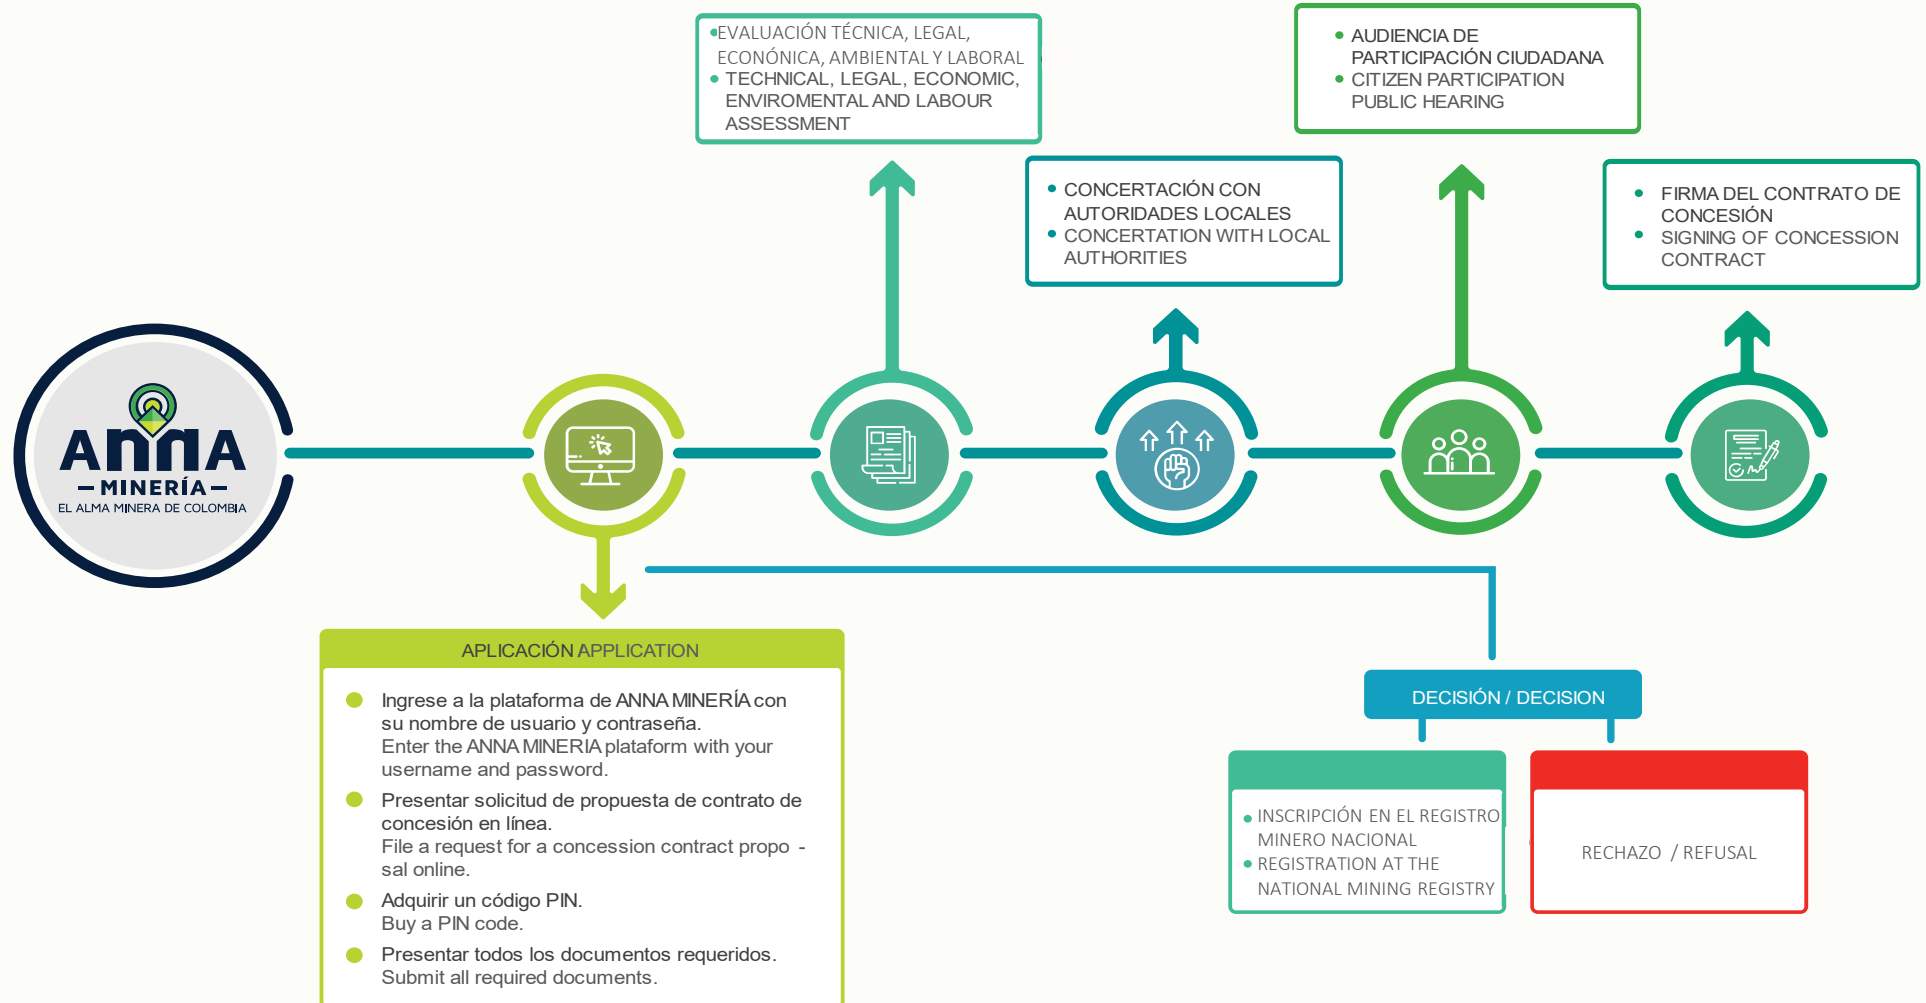 EVALUACIÓN TÉCNICA, LEGAL,
ECONÓNICA, AMBIENTAL Y LABORAL
TECHNICAL, LEGAL, ECONOMIC,
ENVIROMENTAL AND LABOUR
ASSESSMENT
CONCERTACIÓN CON
AUTORIDADES LOCALES
CONCERTATION WITH LOCAL
AUTHORITIES
AUDIENCIA DE
PARTICIPACIÓN CIUDADANA
CITIZEN PARTICIPATION
PUBLIC HEARING
FIRMA DEL CONTRATO DE
CONCESIÓN
SIGNING OF CONCESSION
CONTRACT
ANNA
MINERÍA
EL ALMA MINERA DE COLOMBIA
APLICACIÓN APPLICATION
Ingrese a la plataforma de ANNA MINERÍA con
su nombre de usuario y contraseña.
Enter the ANNA MINERIA plataform with your
username and password.
Presentar solicitud de propuesta de contrato de
concesión en línea.
File a request for a concession contract propo -
sal online.
Adquirir un código PIN.
Buy a PIN code.
Presentar todos los documentos requeridos.
Submit all required documents.
DECISIÓN / DECISION
INSCRIPCIÓN EN EL REGISTRO
MINERO NACIONAL
REGISTRATION AT THE
NATIONAL MINING REGISTRY
RECHAZO / REFUSAL